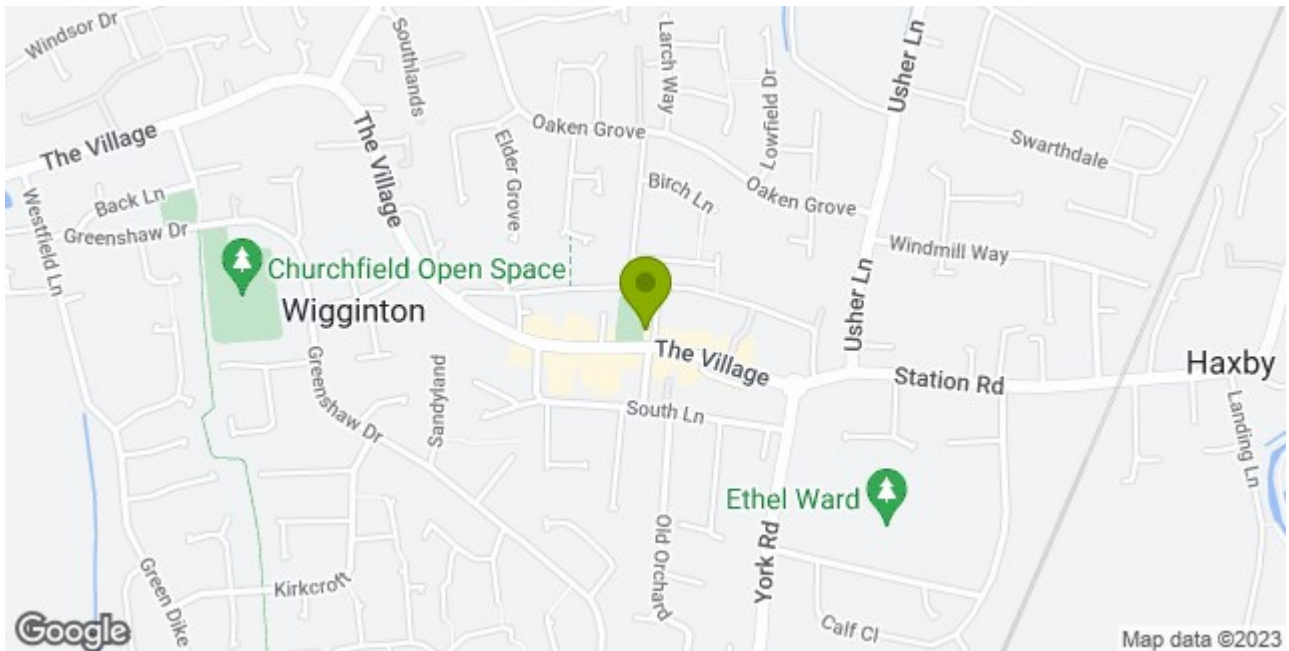 Windsor Dr
Southlands
Larch Way
Lowfield Dr
Usher Ln
The Village
The Village
Oaken Grove
Elder Grove
Swarthdale
Birch Ln
Oaken Grove
Back Ln
Westfield Ln
Greenshaw Dr
Windmill Way
Churchfield Open Space
Wigginton
Usher Ln
The Village
Haxby
Station Rd
Greenshaw Dr
Sandyland
South Ln
Landing Ln
Ethel Ward
Old Orchard
York Rd
Green Dike
Kirkcroft
Calf Cl
Google
Map data ©2023